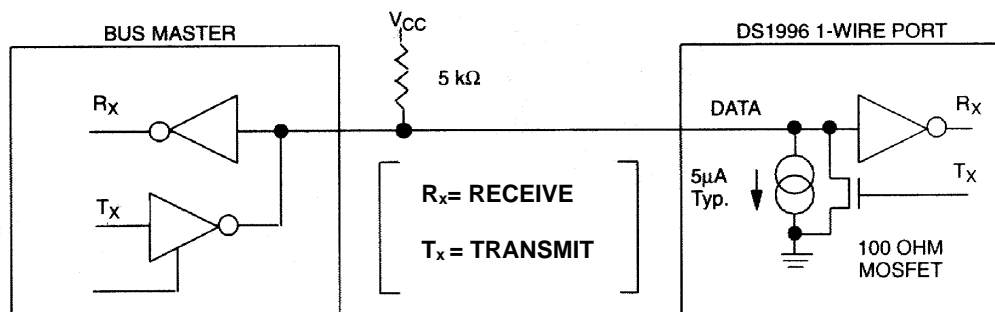 BUS MASTER
VCC
DS1996 1-WIRE PORT
5 kΩ
RX
DATA
RX
TX
5µA
Typ.
TX
RX= RECEIVE
TX = TRANSMIT
100 OHM
MOSFET